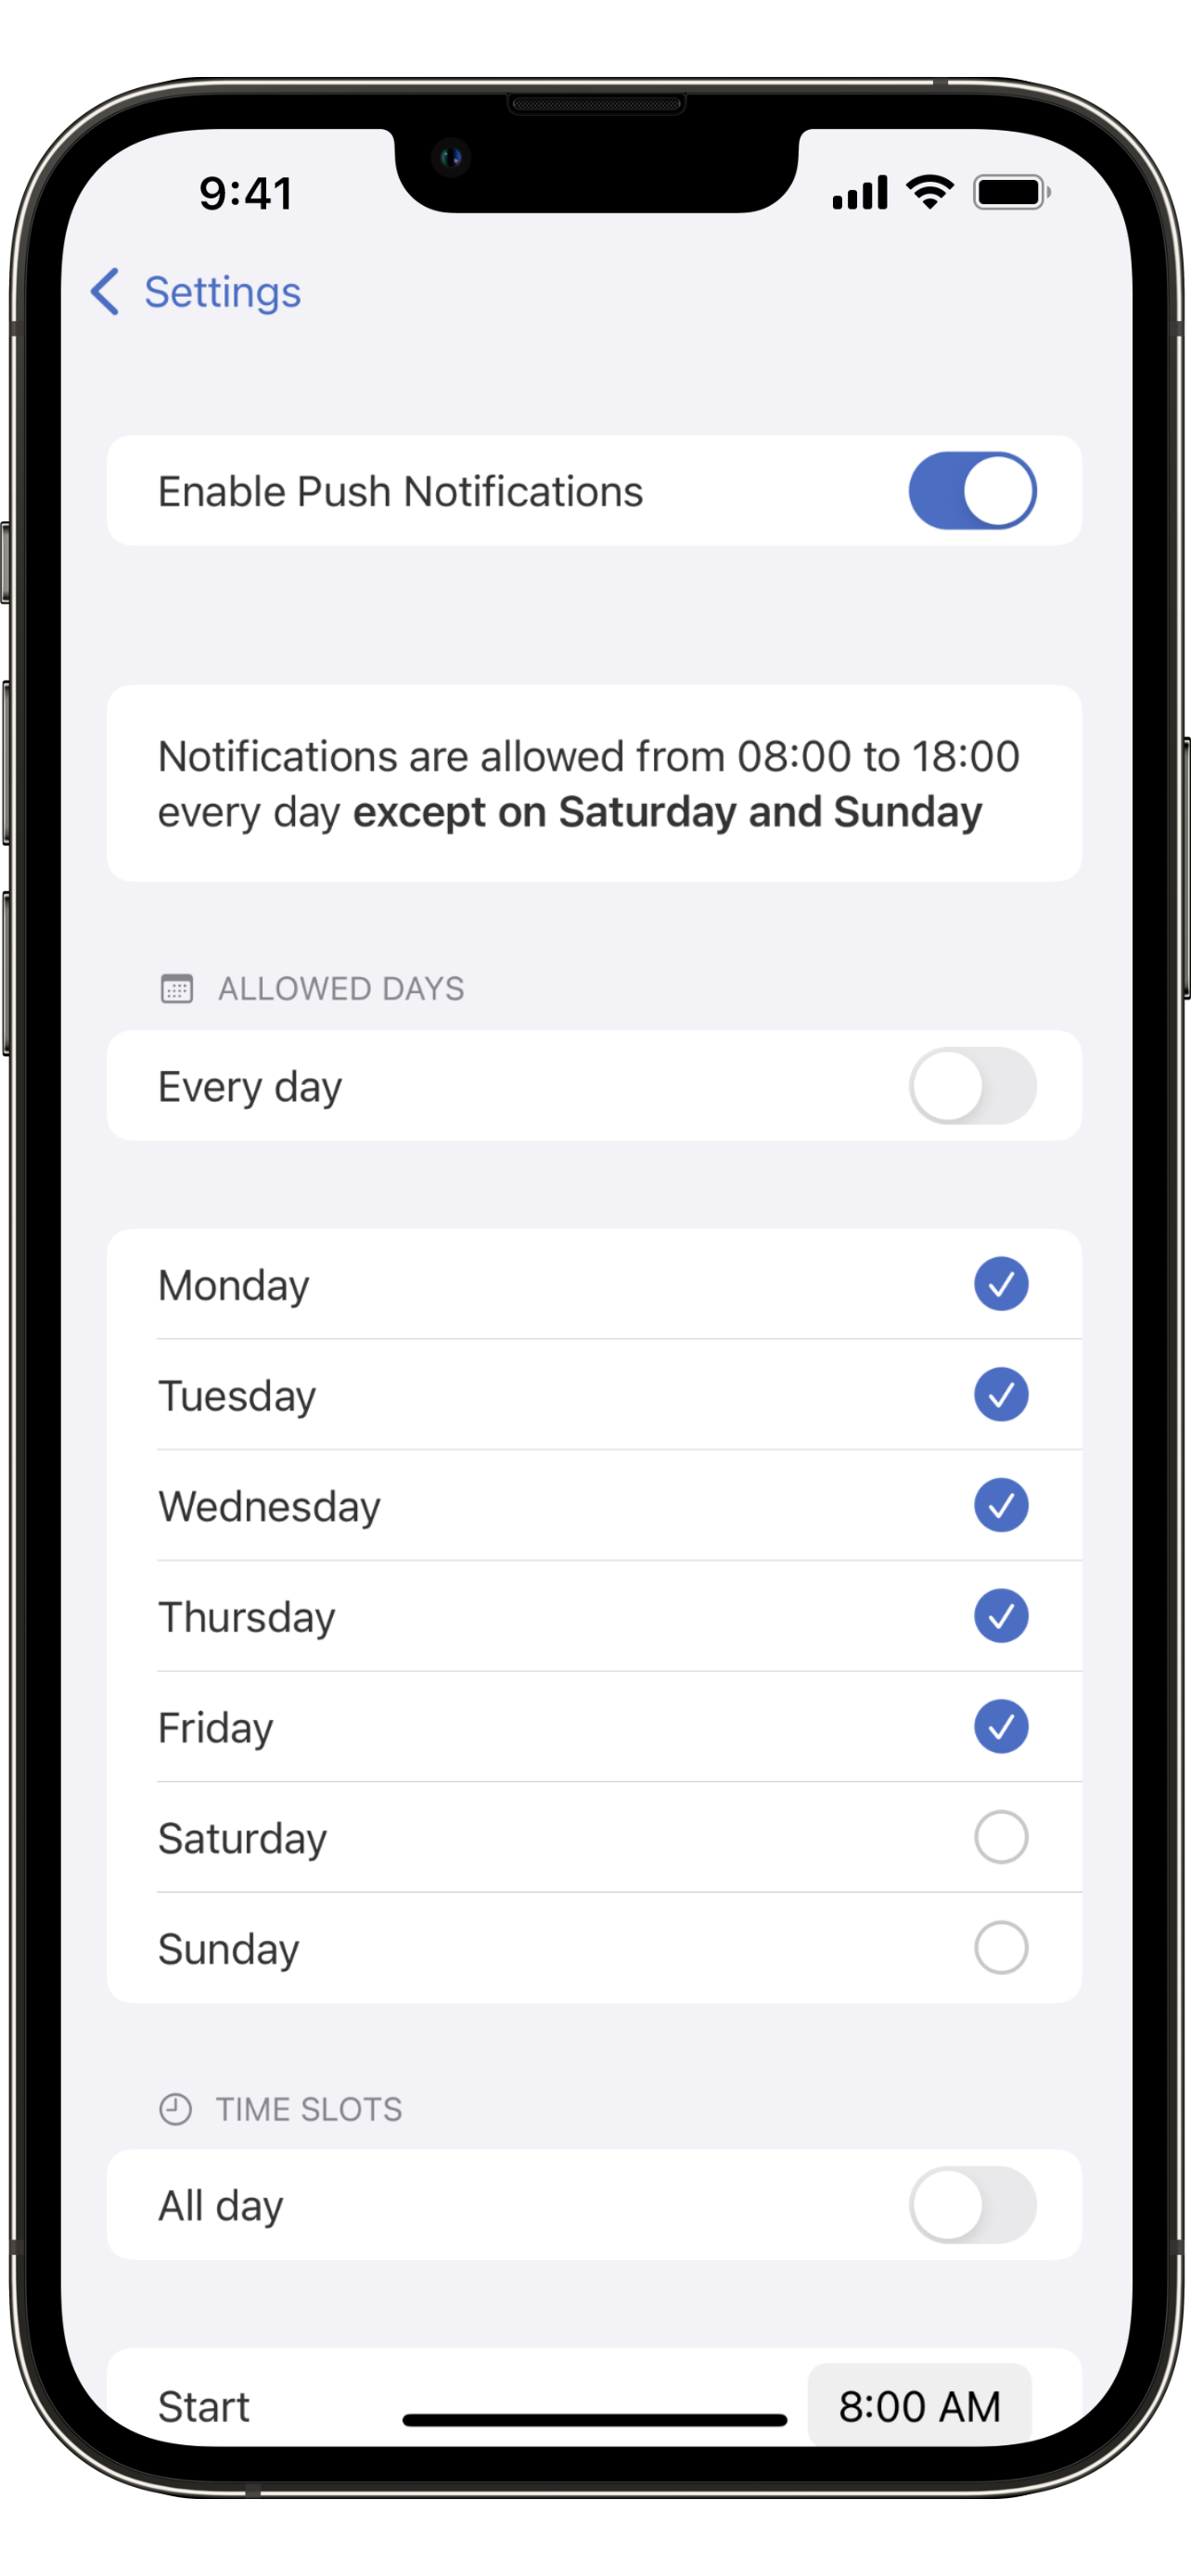 9:41
Settings
Enable Push Notifications
Notifications are allowed from 08:00 to 18:00
every day except on Saturday and Sunday
ALLOWED DAYS
Every day
Monday
Tuesday
Wednesday
Thursday
Friday
Saturday
Sunday
TIME SLOTS
All day
Start 8:00 AM